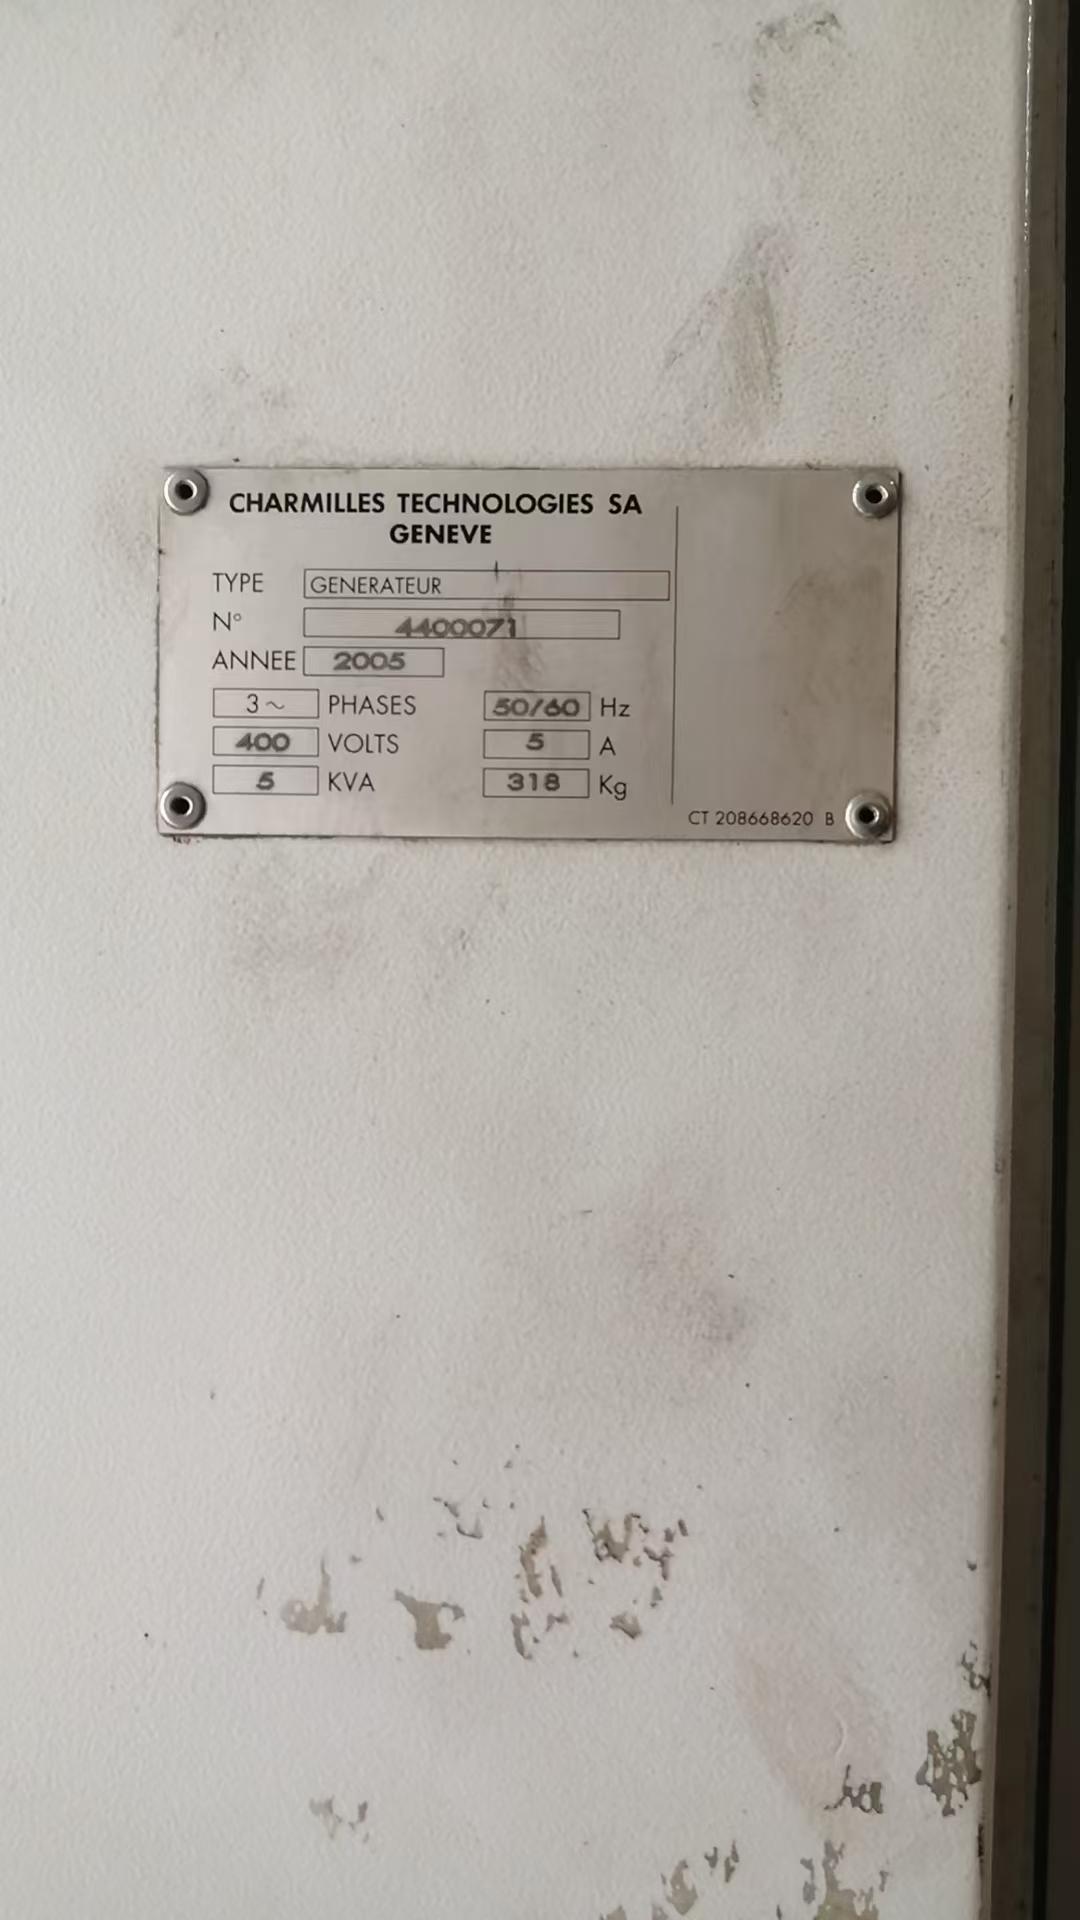 CHARMILLES TECHNOLOGIES SA
GENEVE
TYPE GENERATEUR
N° 4400071
ANNEE 2005
3~ PHASES 50/60 Hz
400 VOLTS 5 A
5 KVA 318 Kg
CT 208668620 B